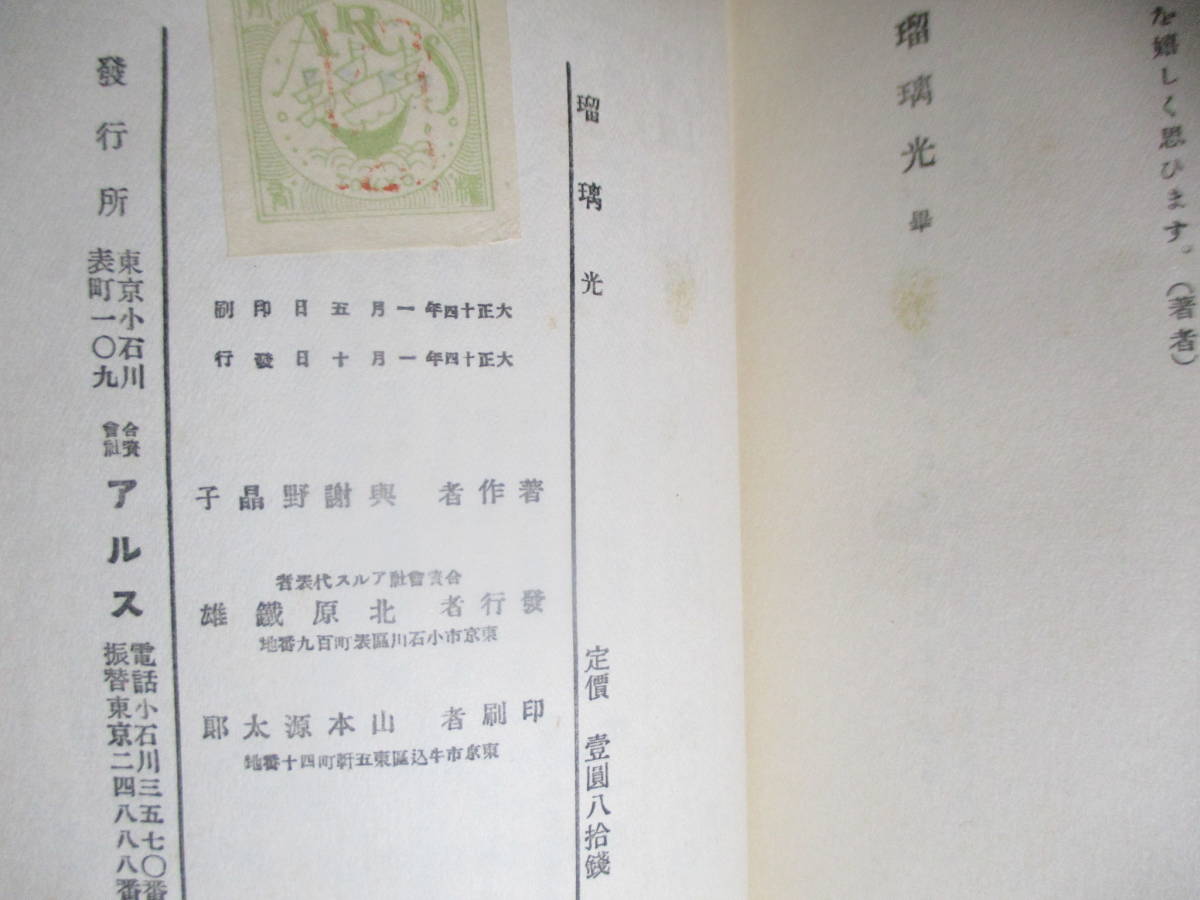 を嬉しく思ひます。(著者)
瑠璃光 畢
瑠璃光
定價 壹圓八拾錢
大正十四年一月五日印刷
大正十四年一月十日發行
著作者 與謝野晶子
合資會社アルス代表者
發行者 北原鐵雄
東京市小石川區表町百九番地
印刷者 山本源太郎
東京市牛込區東五軒町四十番地
發行所
東京小石川
表町一〇九
合資
會社
アルス
電話小石川三五七〇番
振替東京二四八八八番